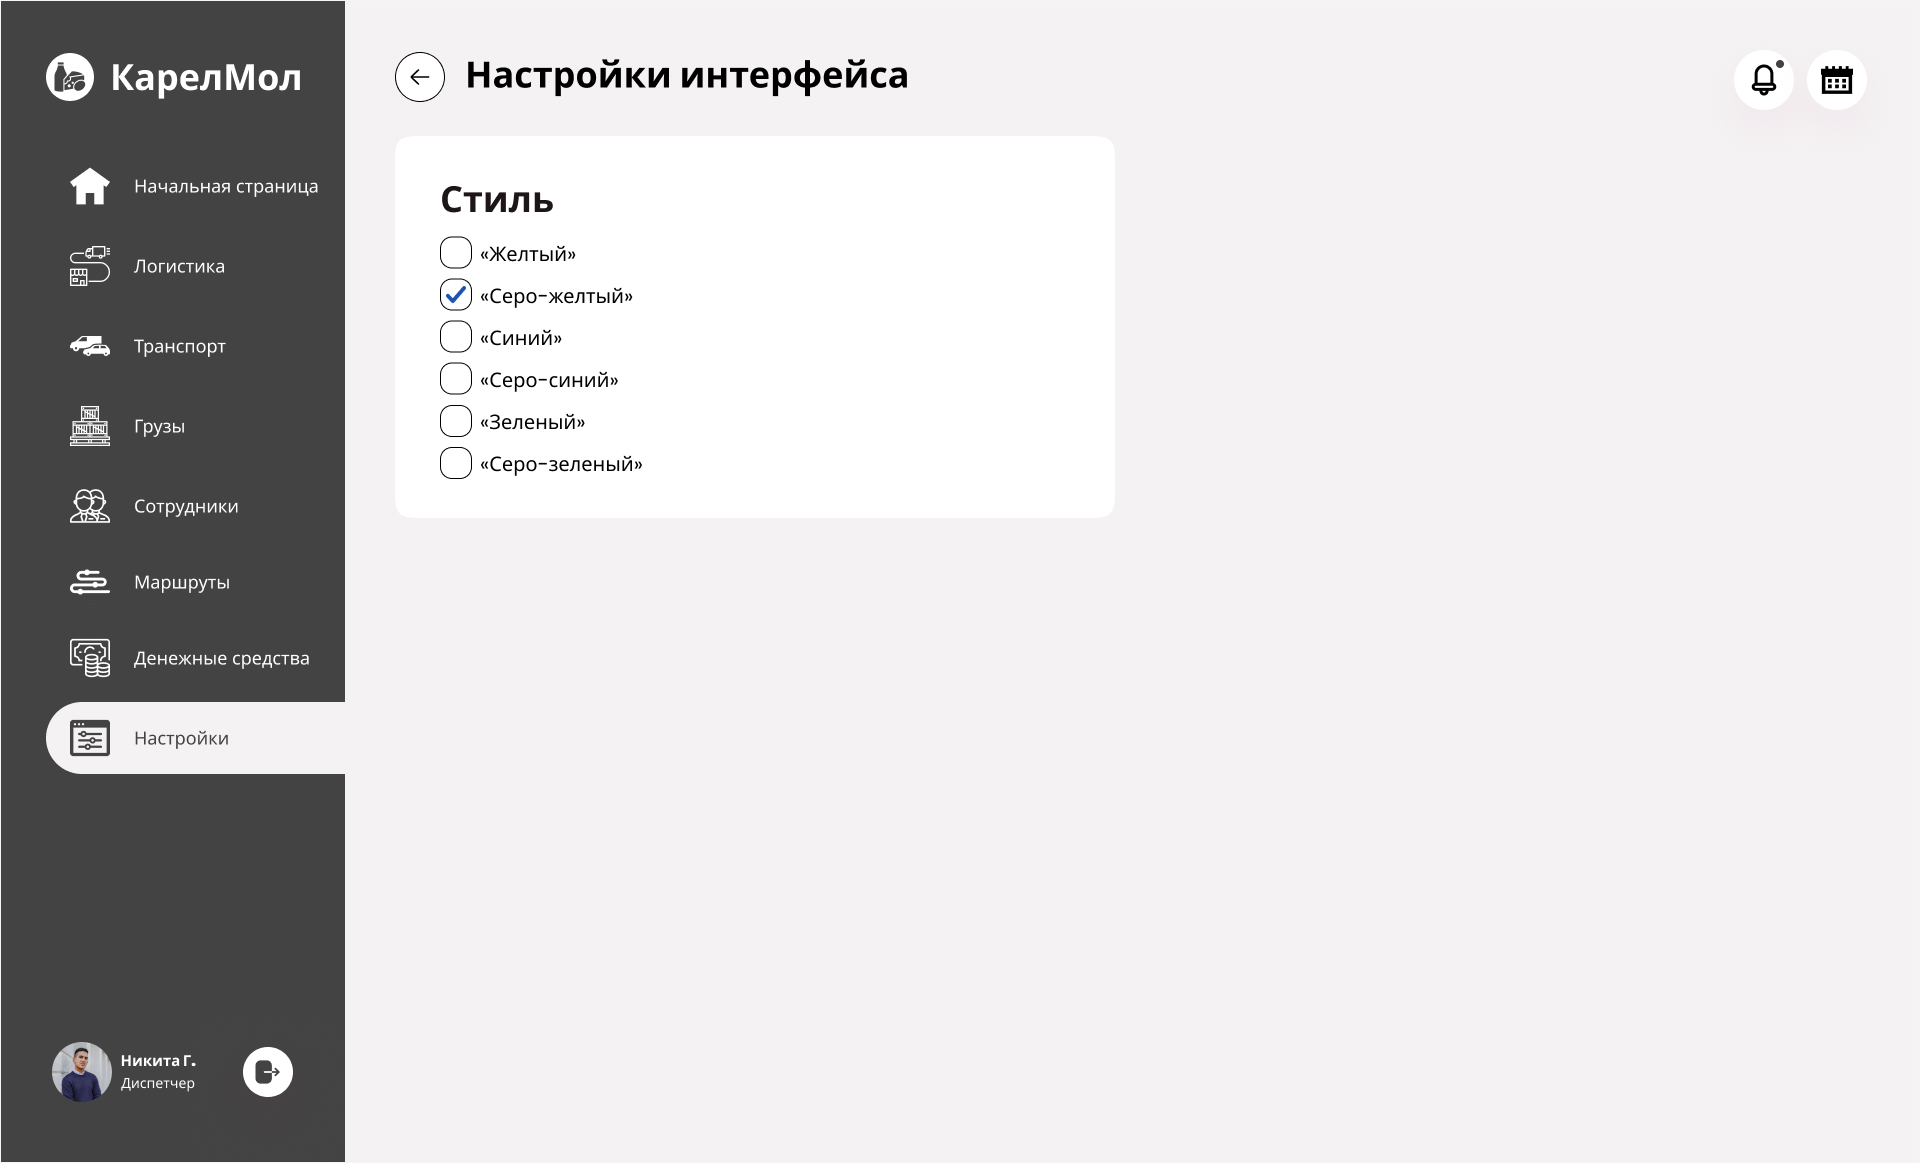 КарелМол
Начальная страница
Логистика
Транспорт
Грузы
Сотрудники
Маршруты
Денежные средства
Настройки
Никита Г.
Диспетчер
Настройки интерфейса
Стиль
«Желтый»
«Серо-желтый»
«Синий»
«Серо-синий»
«Зеленый»
«Серо-зеленый»